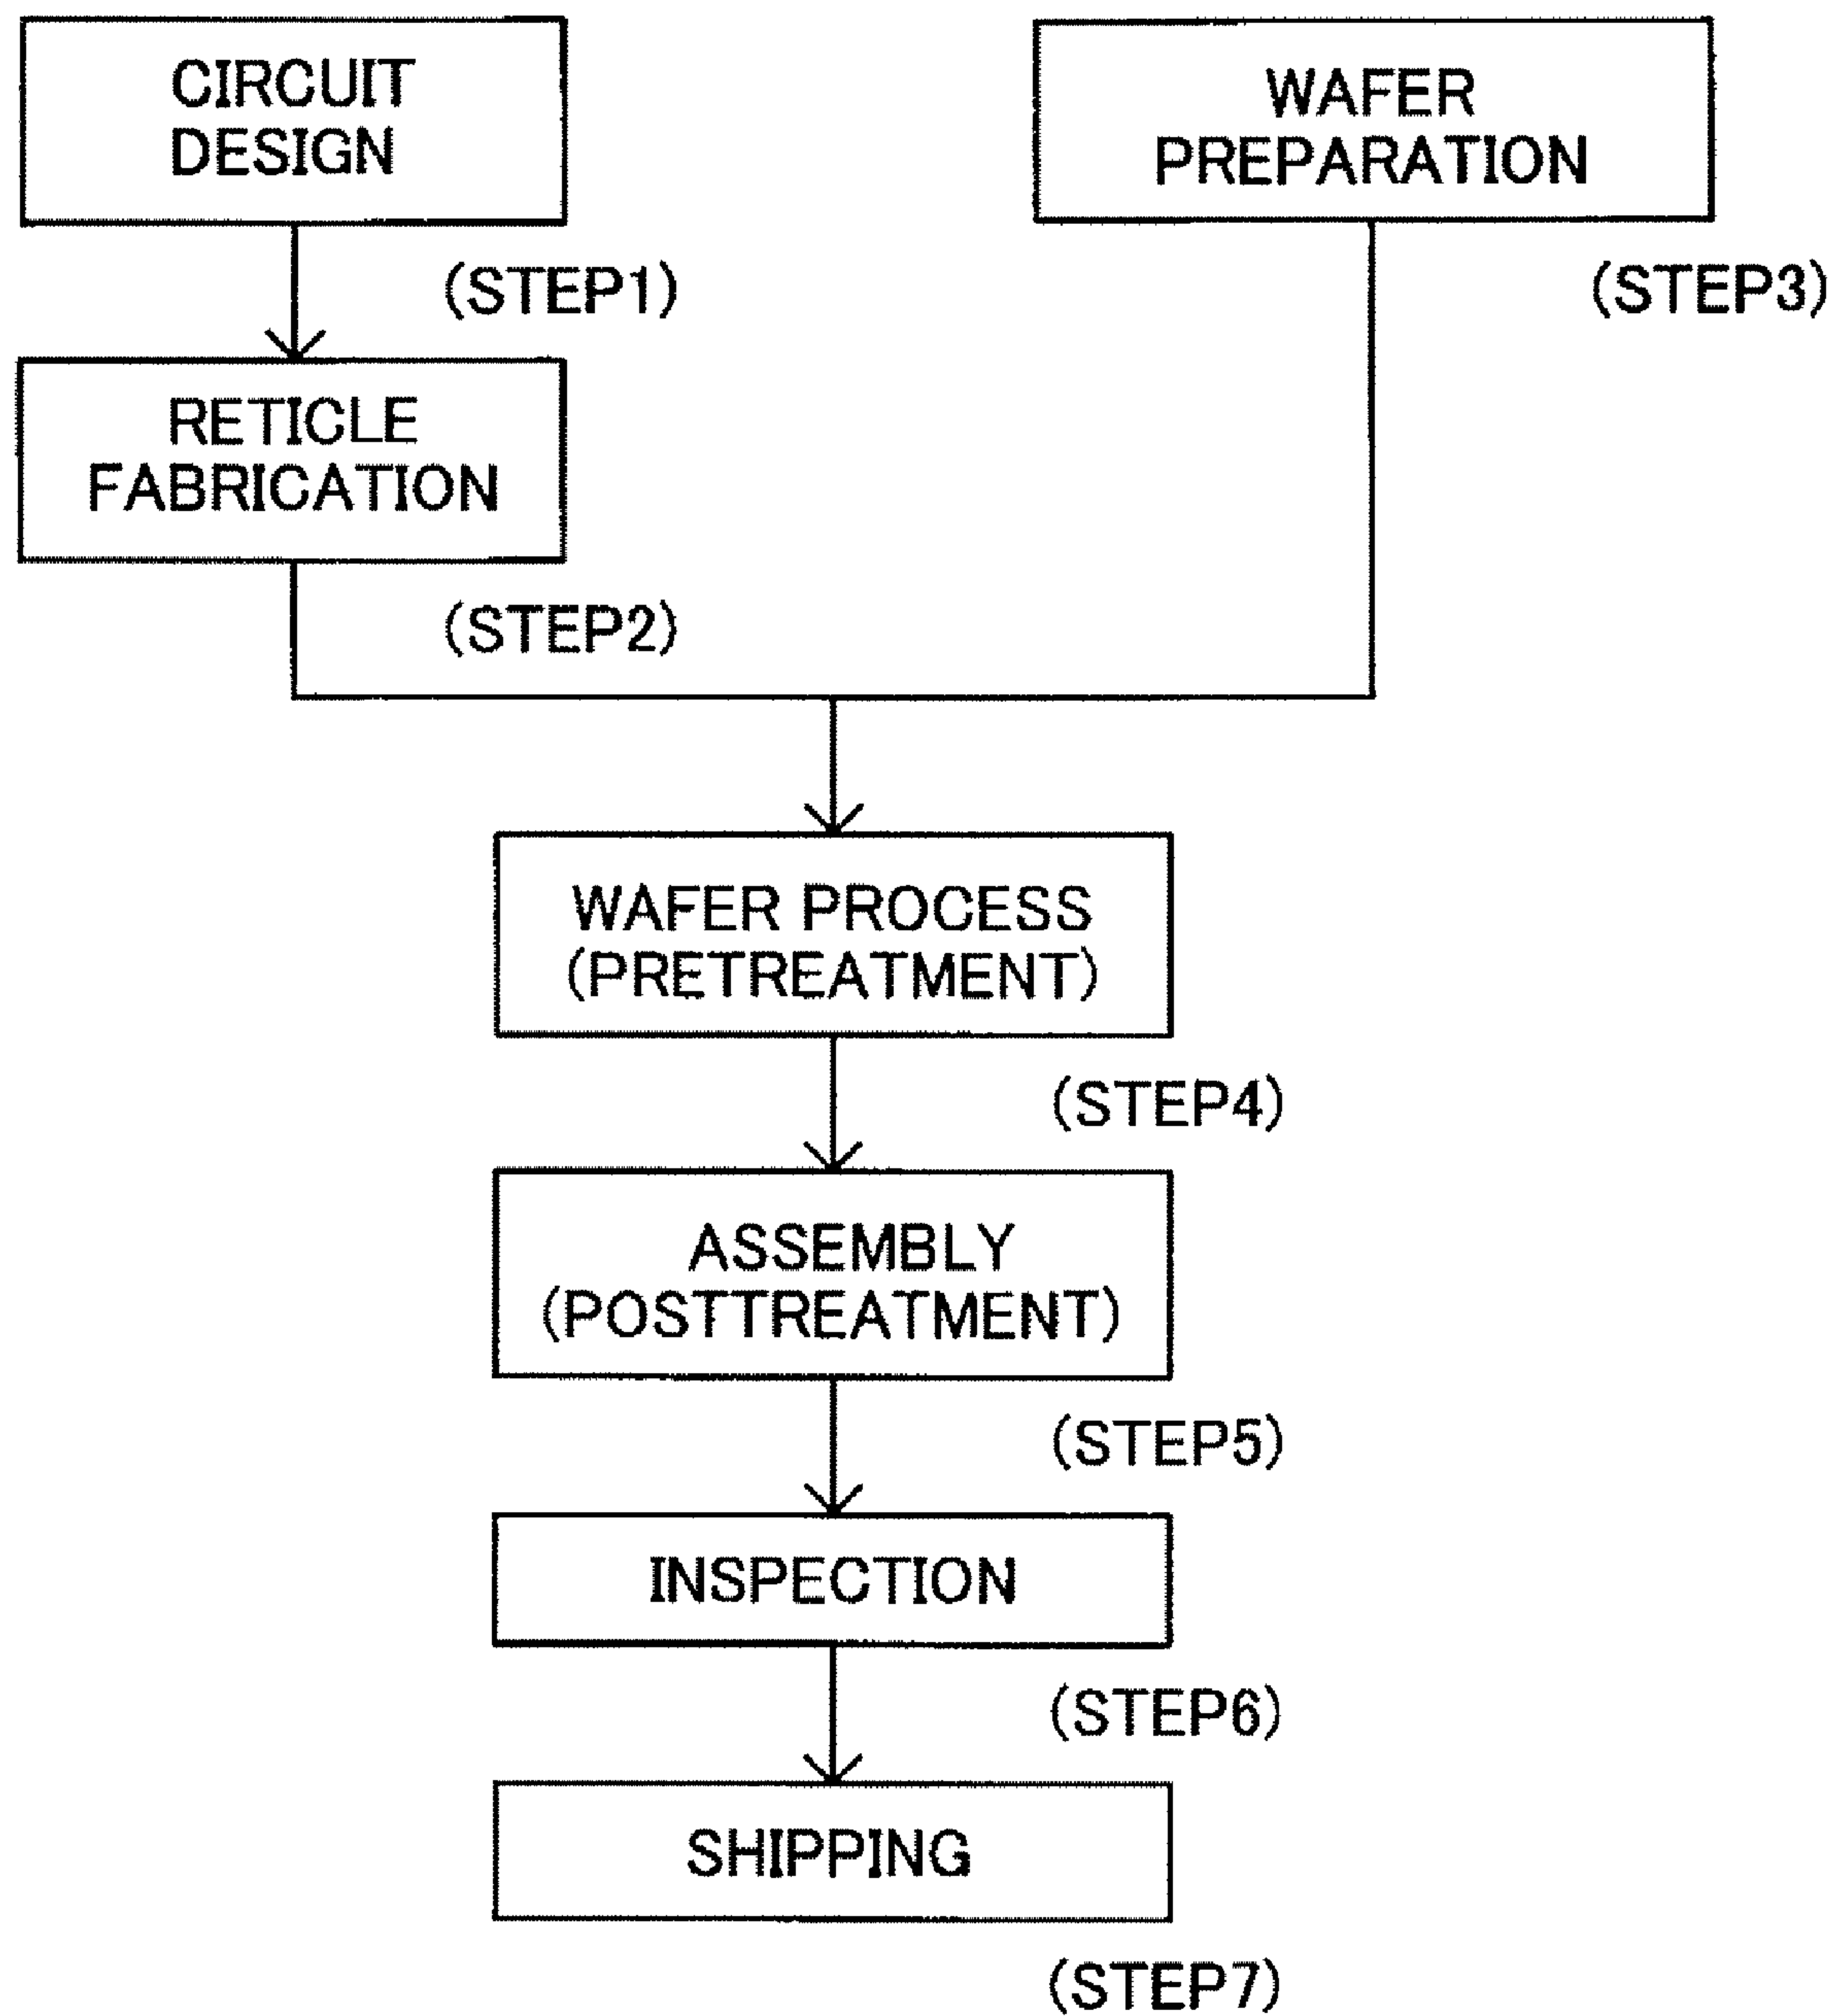 CIRCUIT
DESIGN
(STEP1)
WAFER
PREPARATION
(STEP3)
RETICLE
FABRICATION
(STEP2)
WAFER PROCESS
(PRETREATMENT)
(STEP4)
ASSEMBLY
(POSTTREATMENT)
(STEP5)
INSPECTION
(STEP6)
SHIPPING
(STEP7)